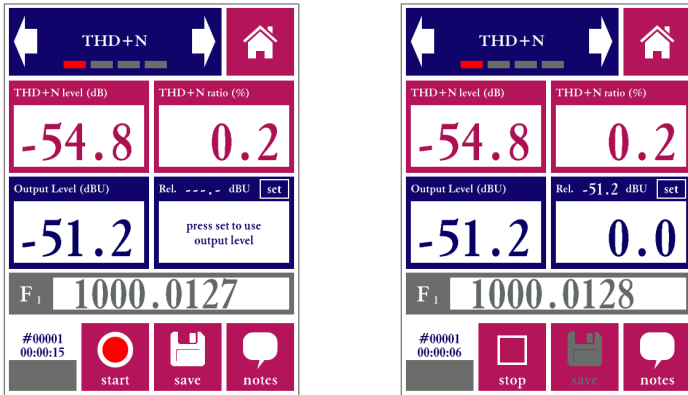 THD+N
THD+N level (dB)
THD+N ratio (%)
-54.8
0.2
Output Level (dBU)
Rel. ---.- dBU set
-51.2
press set to use
output level
F1 1000.0127
#00001
00:00:15
start
save
notes
THD+N
THD+N level (dB)
THD+N ratio (%)
-54.8
0.2
Output Level (dBU)
Rel. -51.2 dBU set
-51.2
0.0
F1 1000.0128
#00001
00:00:06
stop
save
notes